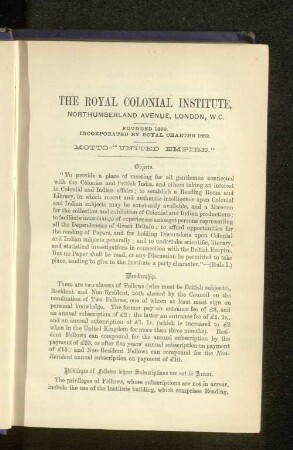 THE ROYAL COLONIAL INSTITUTE,
NORTHUMBERLAND AVENUE, LONDON, W.C.
FOUNDED 1868.
INCORPORATED BY ROYAL CHARTER 1882.
MOTTO—"UNITED EMPIRE."
Objects.
"To provide a place of meeting for all gentlemen connected
with the Colonies and British India, and others taking an interest
in Colonial and Indian affairs; to establish a Reading Room and
Library, in which recent and authentic intelligence upon Colonial
and Indian subjects may be constantly available, and a Museum
for the collection and exhibition of Colonial and Indian productions;
to facilitate interchange of experiences amongst persons representing
all the Dependencies of Great Britain; to afford opportunities for
the reading of Papers, and for holding Discussions upon Colonial
and Indian subjects generally; and to undertake scientific, literary,
and statistical investigations in connection with the British Empire.
But no Paper shall be read, or any Discussion be permitted to take
place, tending to give to the Institute a party character."—(Rule I.)
Membership.
There are two classes of Fellows (who must be British subjects),
Resident and Non-Resident, both elected by the Council on the
nomination of Two Fellows, one of whom at least must sign on
personal knowledge. The former pay an entrance fee of £3, and
an annual subscription of £2; the latter an entrance fee of £1. 1s.,
and an annual subscription of £1. 1s. (which is increased to £2
when in the United Kingdom for more than three months). Resi-
dent Fellows can compound for the annual subscription by the
payment of £20, or after five years' annual subscription on payment
of £15; and Non-Resident Fellows can compound for the Non-
Resident annual subscription on payment of £10.
Privileges of Fellows whose Subscriptions are not in Arrear.
The privileges of Fellows, whose subscriptions are not in arrear,
include the use of the Institute building, which comprises Reading,